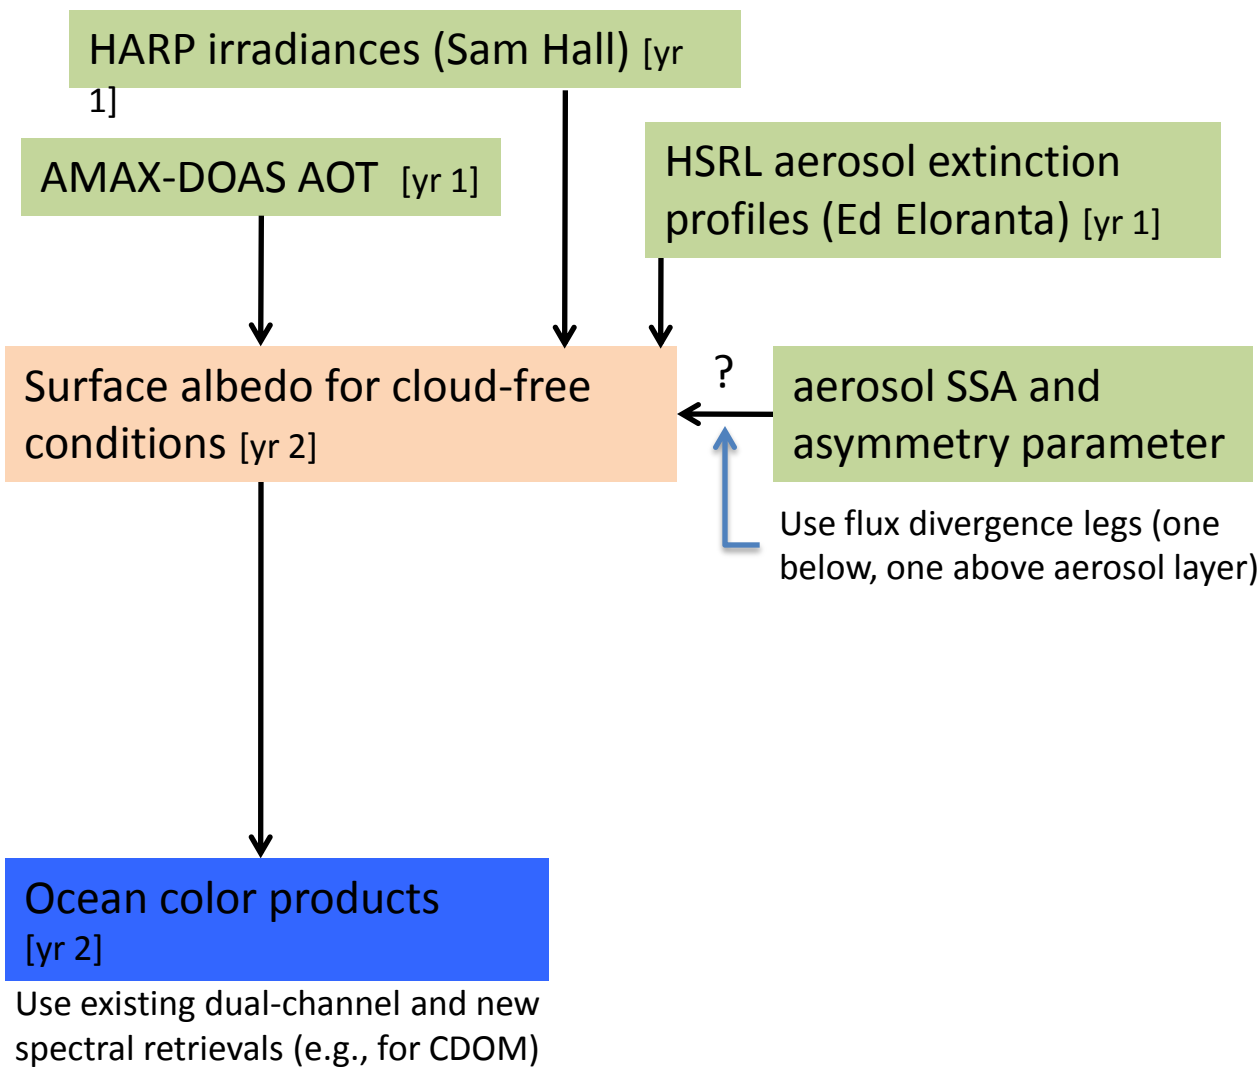 HARP irradiances (Sam Hall) [yr
1]
AMAX-DOAS AOT [yr 1]
HSRL aerosol extinction
profiles (Ed Eloranta) [yr 1]
Surface albedo for cloud-free
conditions [yr 2]
?
aerosol SSA and
asymmetry parameter
Use flux divergence legs (one
below, one above aerosol layer)
Ocean color products
[yr 2]
Use existing dual-channel and new
spectral retrievals (e.g., for CDOM)